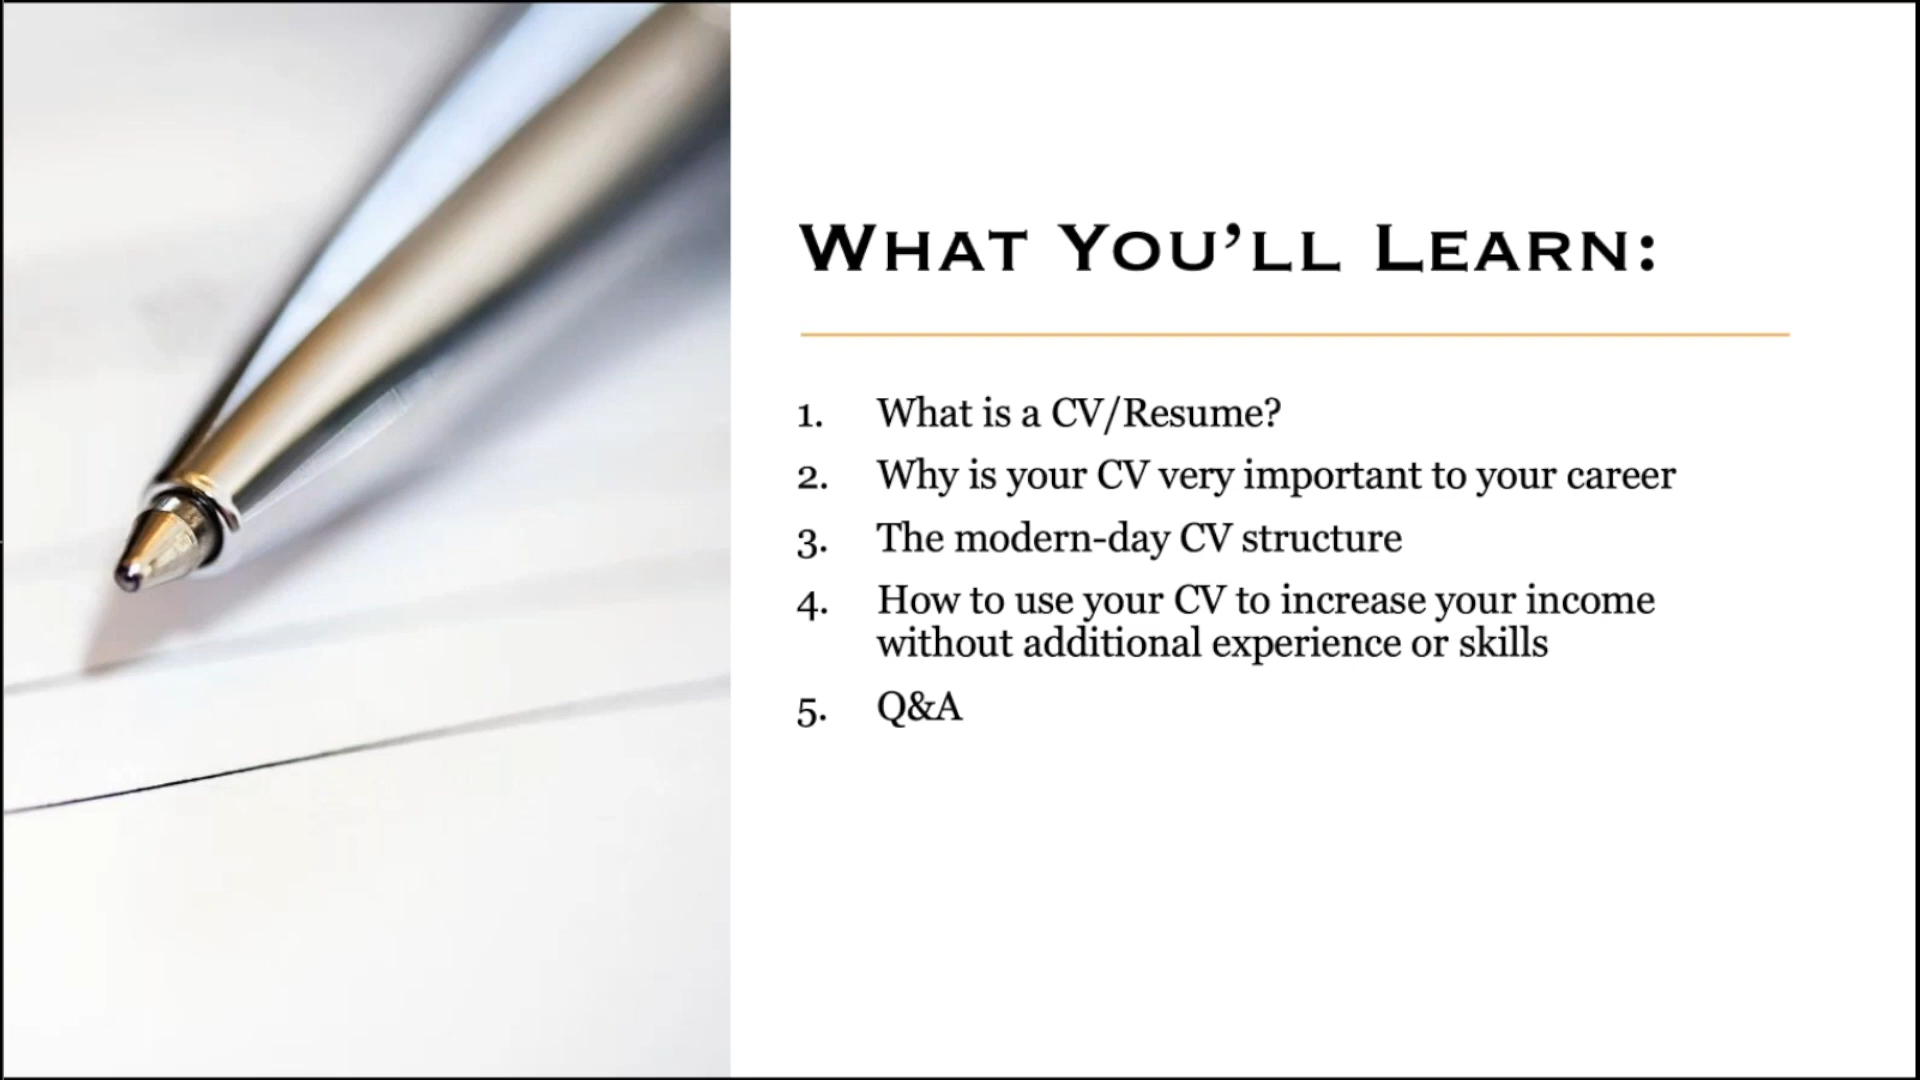 What You’ll Learn:
1. What is a CV/Resume?
2. Why is your CV very important to your career
3. The modern-day CV structure
4. How to use your CV to increase your income
without additional experience or skills
5. Q&A